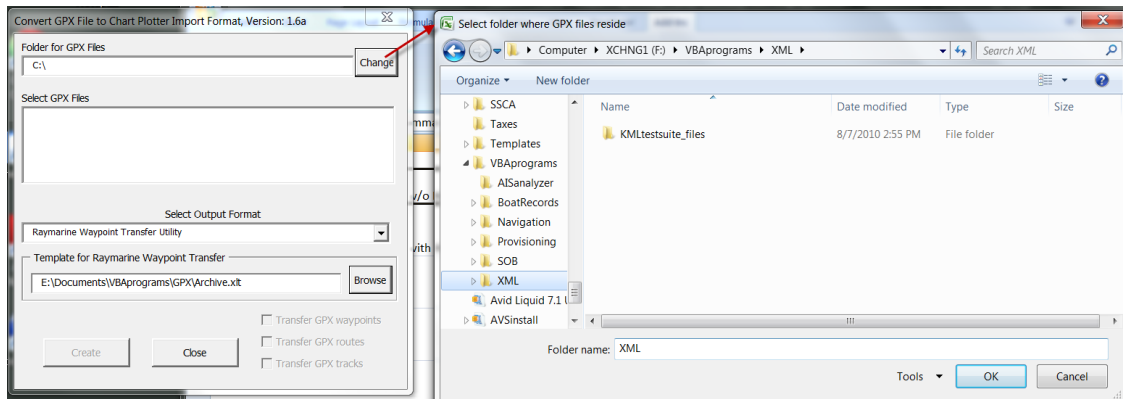 Convert GPX File to Chart Plotter Import Format, Version: 1.6a
Folder for GPX Files
C:\
Change
Select GPX Files
Select Output Format
Raymarine Waypoint Transfer Utility
Template for Raymarine Waypoint Transfer
E:\Documents\VBAprograms\GPX\Archive.xlt
Browse
Transfer GPX waypoints
Transfer GPX routes
Transfer GPX tracks
Create
Close
v/o
vith
Select folder where GPX files reside
Computer XCHNG1 (F:) VBAprograms XML
Search XML
Organize New folder
Name Date modified Type Size
KMLtestsuite_files 8/7/2010 2:55 PM File folder
SSCA
Taxes
Templates
VBAprograms
AISanalyzer
BoatRecords
Navigation
Provisioning
SOB
XML
Avid Liquid 7.1
AVSinstall
Folder name: XML
Tools
OK
Cancel